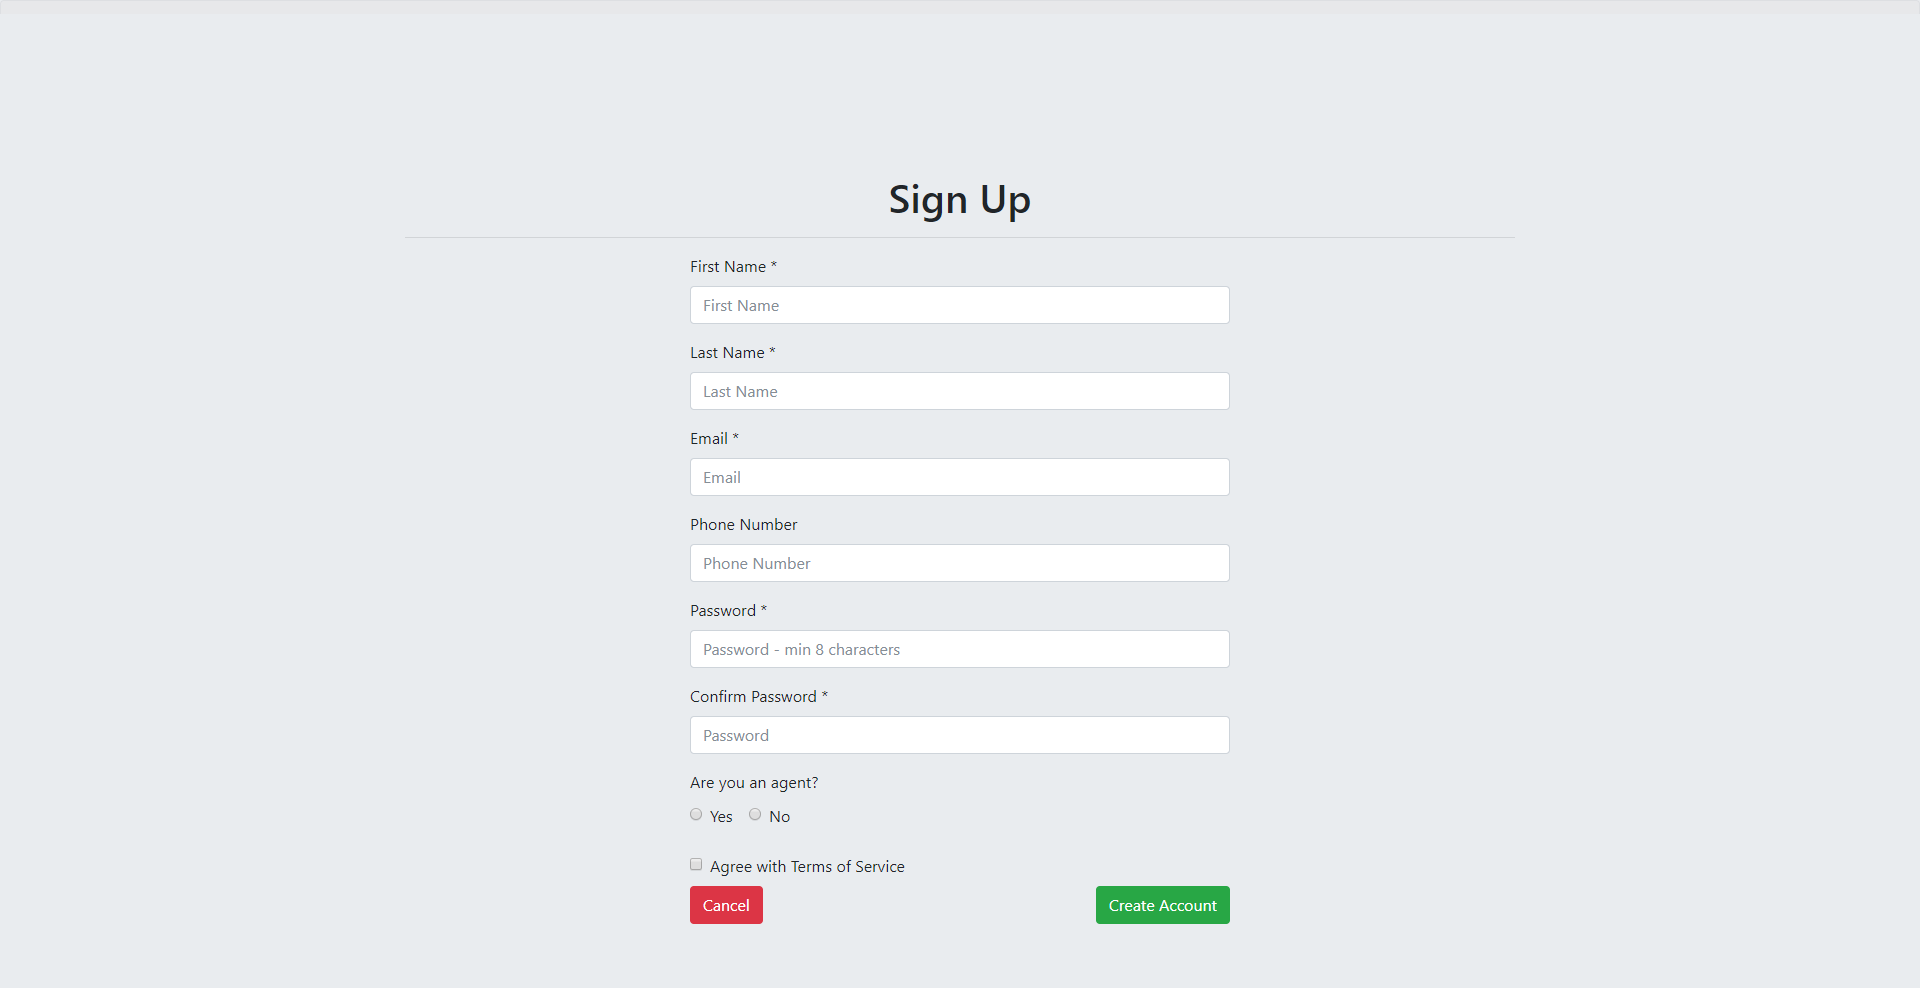 Sign Up
First Name *
First Name
Last Name *
Last Name
Email *
Email
Phone Number
Phone Number
Password *
Password - min 8 characters
Confirm Password *
Password
Are you an agent?
Yes No
Agree with Terms of Service
Cancel Create Account